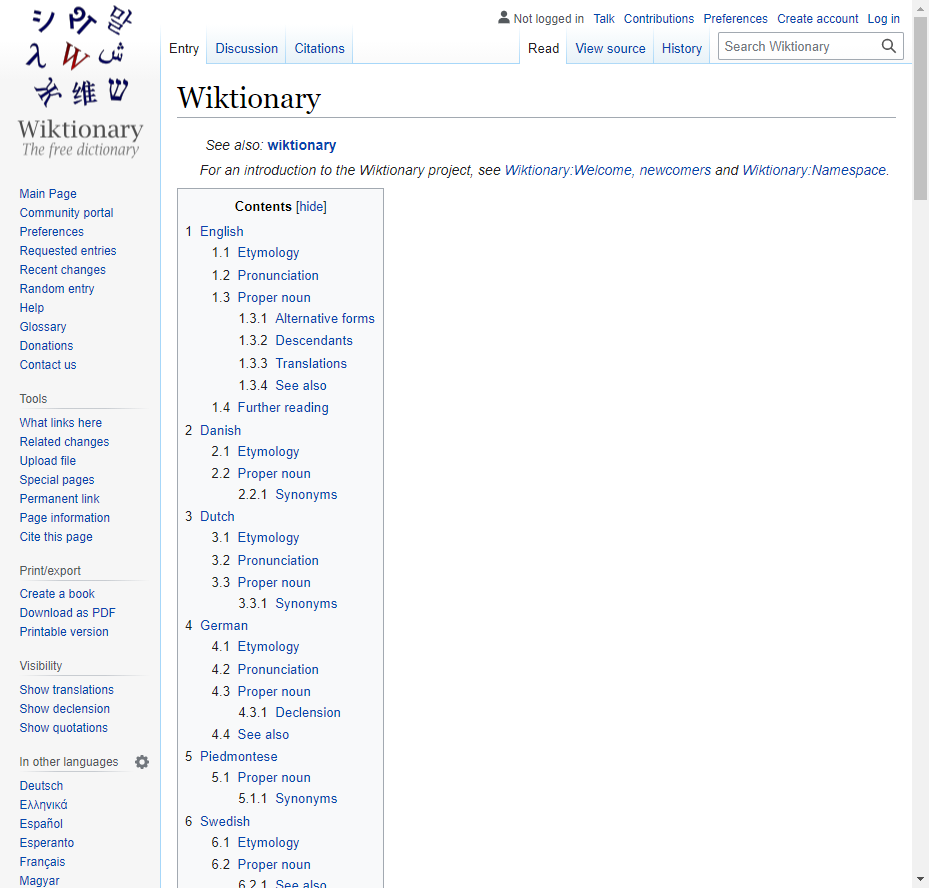 シ
ウィ
말
λ
W
ش
维
ש
Wiktionary
The free dictionary
Main Page
Community portal
Preferences
Requested entries
Recent changes
Random entry
Help
Glossary
Donations
Contact us
Tools
What links here
Related changes
Upload file
Special pages
Permanent link
Page information
Cite this page
Print/export
Create a book
Download as PDF
Printable version
Visibility
Show translations
Show declension
Show quotations
In other languages
Deutsch
Ελληνικά
Español
Esperanto
Français
Magyar
Not logged in Talk Contributions Preferences Create account Log in
Entry Discussion Citations Read View source History Search Wiktionary
Wiktionary
See also: wiktionary
For an introduction to the Wiktionary project, see Wiktionary:Welcome, newcomers and Wiktionary:Namespace.
Contents [hide]
1 English
1.1 Etymology
1.2 Pronunciation
1.3 Proper noun
1.3.1 Alternative forms
1.3.2 Descendants
1.3.3 Translations
1.3.4 See also
1.4 Further reading
2 Danish
2.1 Etymology
2.2 Proper noun
2.2.1 Synonyms
3 Dutch
3.1 Etymology
3.2 Pronunciation
3.3 Proper noun
3.3.1 Synonyms
4 German
4.1 Etymology
4.2 Pronunciation
4.3 Proper noun
4.3.1 Declension
4.4 See also
5 Piedmontese
5.1 Proper noun
5.1.1 Synonyms
6 Swedish
6.1 Etymology
6.2 Proper noun
6.2.1 See also